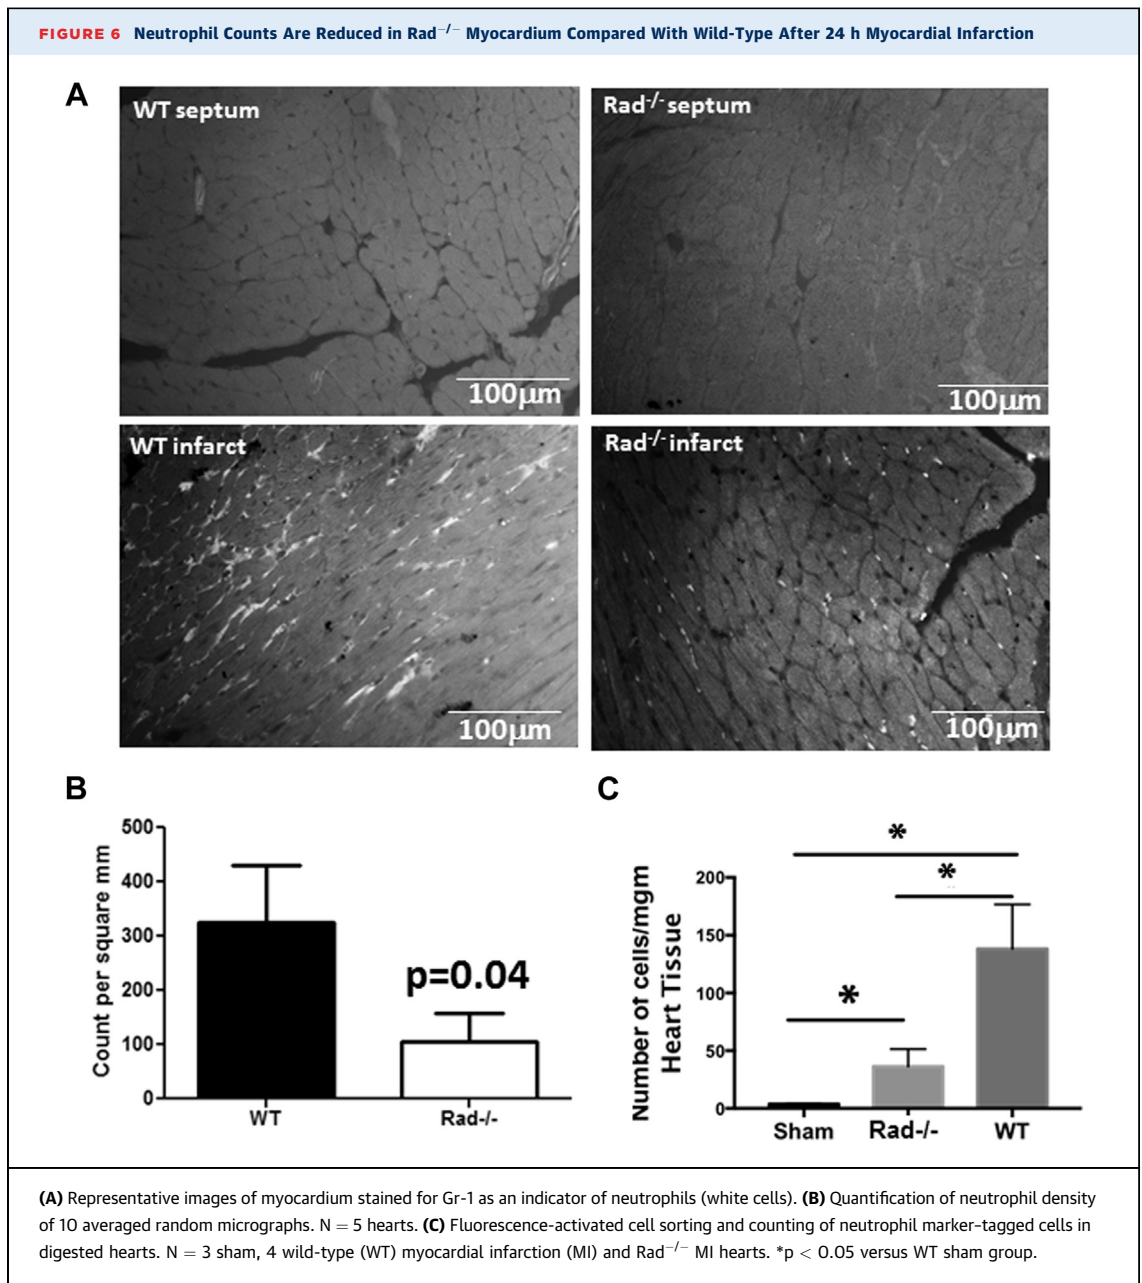 FIGURE 6 Neutrophil Counts Are Reduced in Rad−/− Myocardium Compared With Wild-Type After 24 h Myocardial Infarction
A
WT septum
100µm
Rad-/- septum
100µm
WT infarct
100µm
Rad-/- infarct
100µm
B
Count per square mm
500
400
300
200
100
0
p=0.04
WT
Rad-/-
C
Number of cells/mgm
Heart Tissue
200
150
100
50
0
*
*
*
Sham
Rad-/-
WT
(A) Representative images of myocardium stained for Gr-1 as an indicator of neutrophils (white cells). (B) Quantification of neutrophil density
of 10 averaged random micrographs. N = 5 hearts. (C) Fluorescence-activated cell sorting and counting of neutrophil marker–tagged cells in
digested hearts. N = 3 sham, 4 wild-type (WT) myocardial infarction (MI) and Rad−/− MI hearts. *p < 0.05 versus WT sham group.